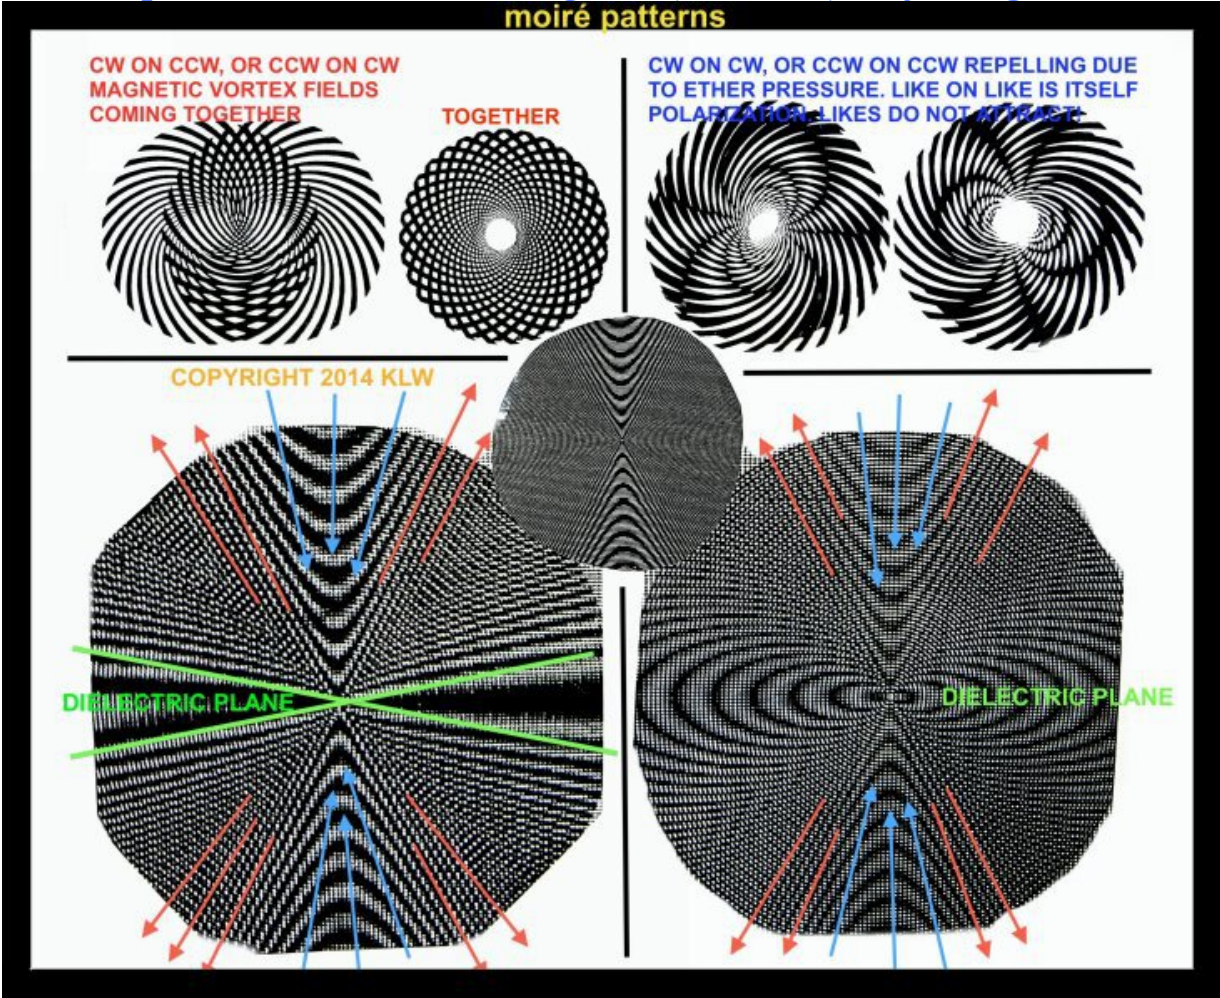 moiré patterns
CW ON CCW, OR CCW ON CW
MAGNETIC VORTEX FIELDS
COMING TOGETHER
TOGETHER
CW ON CW, OR CCW ON CCW REPELLING DUE
TO ETHER PRESSURE. LIKE ON LIKE IS ITSELF
POLARIZATION, LIKES DO NOT ATTRACT!
COPYRIGHT 2014 KLW
DIELECTRIC PLANE
DIELECTRIC PLANE